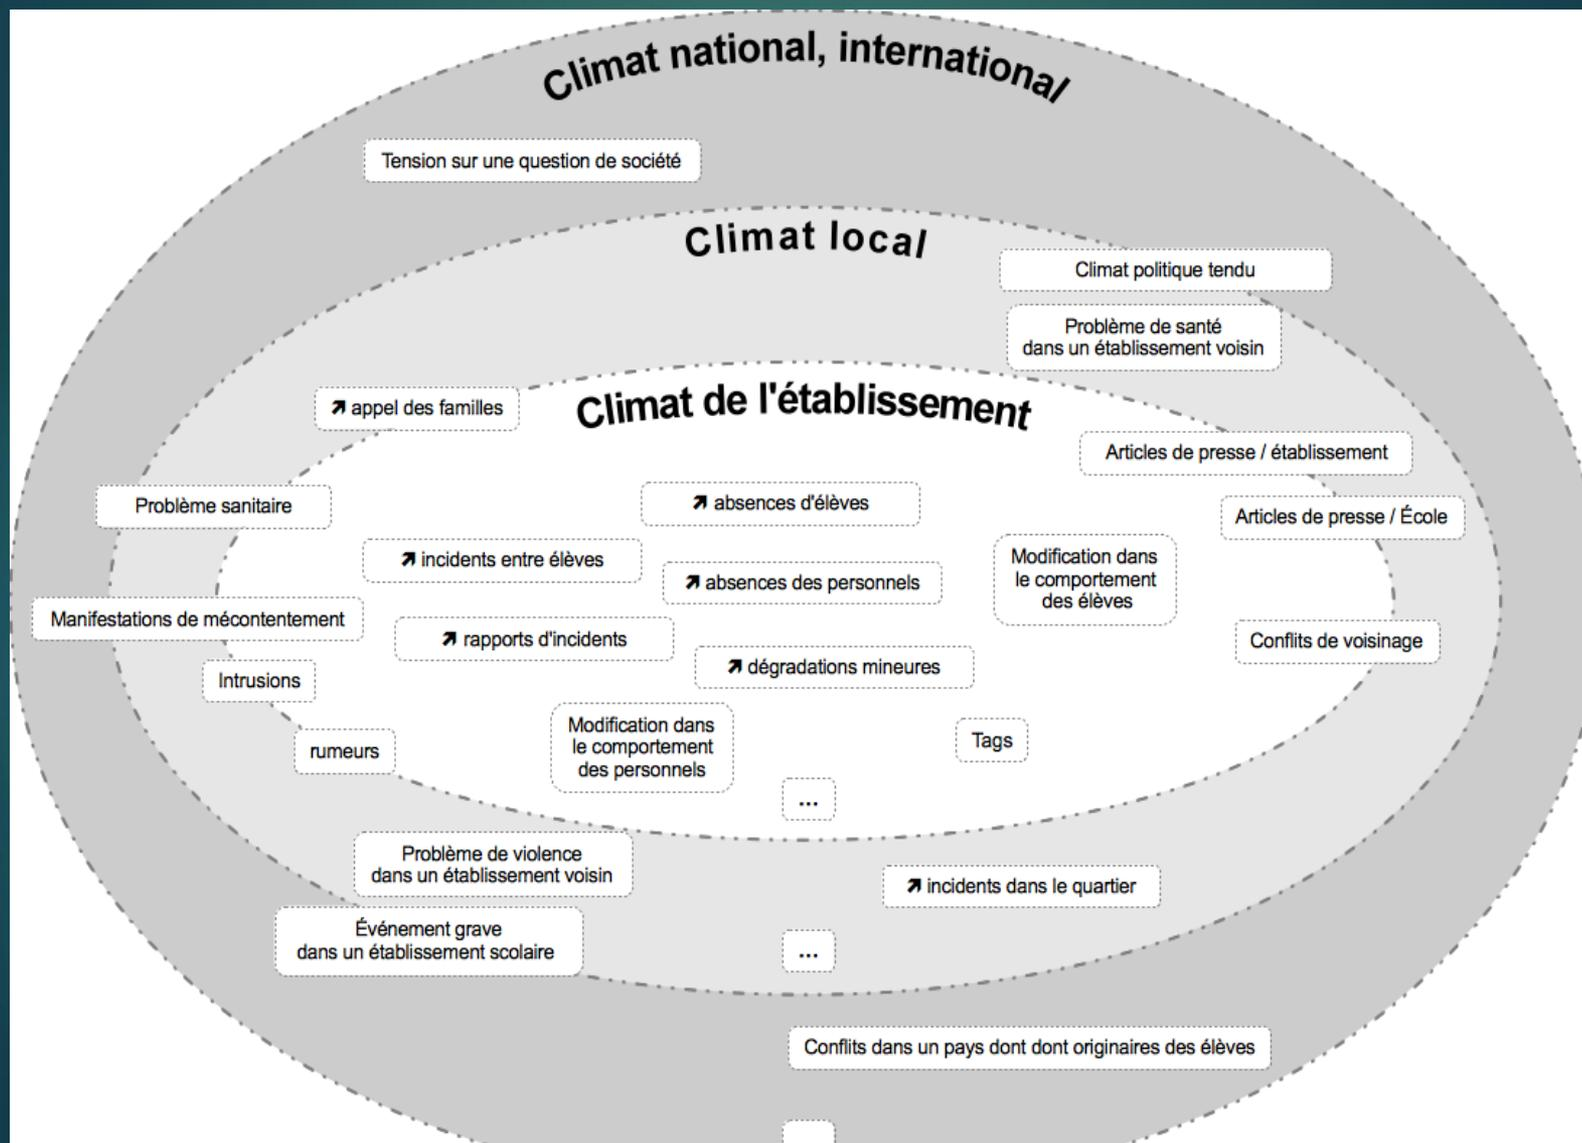 Climat national, international
Tension sur une question de société
Climat local
Climat politique tendu
Problème de santé
dans un établissement voisin
Climat de l'établissement
↗ appel des familles
Articles de presse / établissement
Problème sanitaire
↗ absences d'élèves
Articles de presse / École
↗ incidents entre élèves
↗ absences des personnels
Modification dans
le comportement
des élèves
Manifestations de mécontentement
↗ rapports d'incidents
Conflits de voisinage
↗ dégradations mineures
Intrusions
rumeurs
Modification dans
le comportement
des personnels
Tags
...
Problème de violence
dans un établissement voisin
↗ incidents dans le quartier
Événement grave
dans un établissement scolaire
...
Conflits dans un pays dont dont originaires des élèves